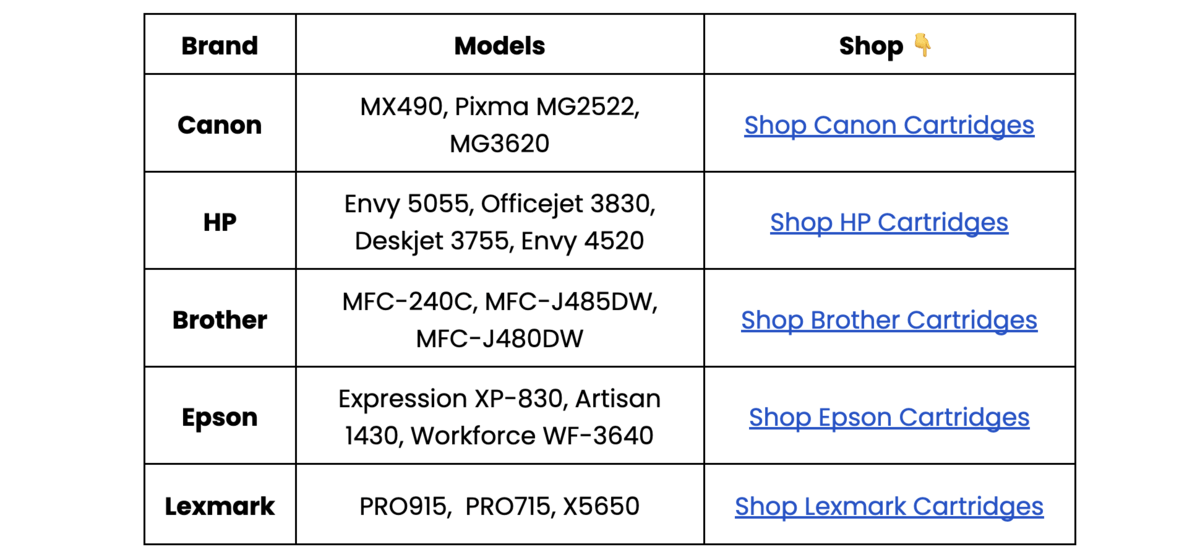 Brand Models Shop 👇
Canon MX490, Pixma MG2522, MG3620 Shop Canon Cartridges
HP Envy 5055, Officejet 3830, Deskjet 3755, Envy 4520 Shop HP Cartridges
Brother MFC-240C, MFC-J485DW, MFC-J480DW Shop Brother Cartridges
Epson Expression XP-830, Artisan 1430, Workforce WF-3640 Shop Epson Cartridges
Lexmark PRO915, PRO715, X5650 Shop Lexmark Cartridges